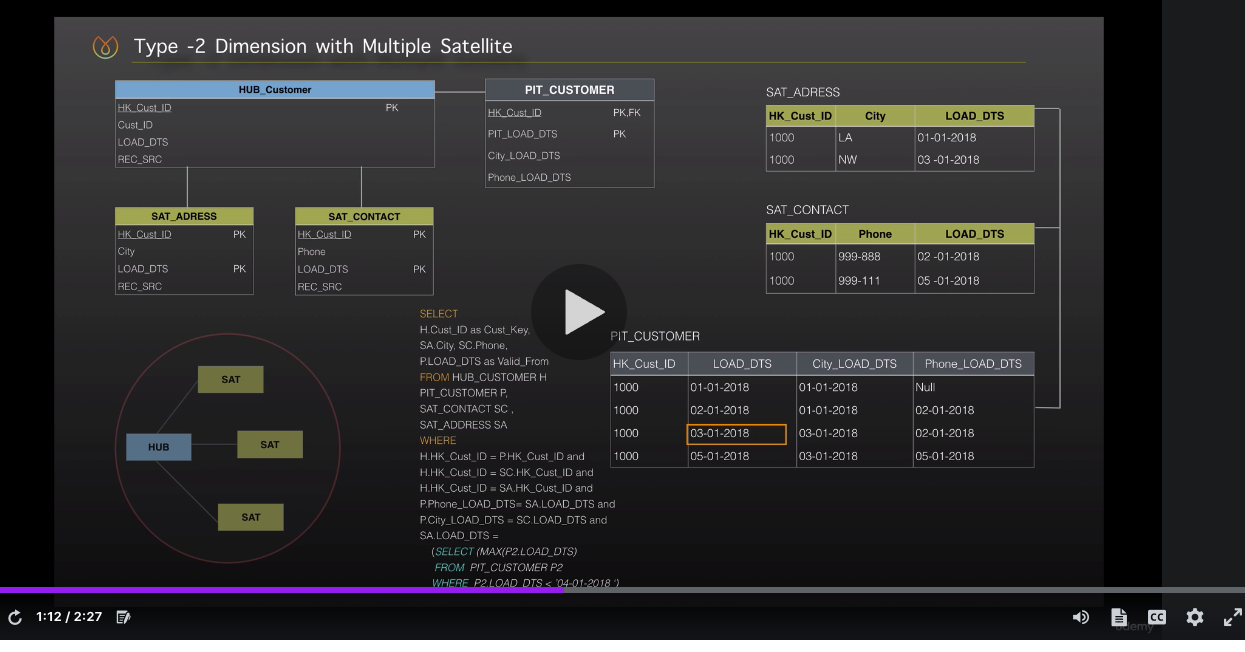 Type -2 Dimension with Multiple Satellite
HUB_Customer
HK_Cust_ID PK
Cust_ID
LOAD_DTS
REC_SRC
PIT_CUSTOMER
HK_Cust_ID PK,FK
PIT_LOAD_DTS PK
City_LOAD_DTS
Phone_LOAD_DTS
SAT_ADRESS
HK_Cust_ID City LOAD_DTS
1000 LA 01-01-2018
1000 NW 03 -01-2018
SAT_ADRESS
HK_Cust_ID PK
City
LOAD_DTS PK
REC_SRC
SAT_CONTACT
HK_Cust_ID PK
Phone
LOAD_DTS PK
REC_SRC
SAT_CONTACT
HK_Cust_ID Phone LOAD_DTS
1000 999-888 02 -01-2018
1000 999-111 05 -01-2018
SAT
HUB
SAT
SAT
SELECT
H.Cust_ID as Cust_Key,
SA.City, SC.Phone,
P.LOAD_DTS as Valid_From
FROM HUB_CUSTOMER H
PIT_CUSTOMER P,
SAT_CONTACT SC ,
SAT_ADDRESS SA
WHERE
H.HK_Cust_ID = P.HK_Cust_ID and
H.HK_Cust_ID = SC.HK_Cust_ID and
H.HK_Cust_ID = SA.HK_Cust_ID and
P.Phone_LOAD_DTS= SA.LOAD_DTS and
P.City_LOAD_DTS = SC.LOAD_DTS and
SA.LOAD_DTS =
(SELECT (MAX(P2.LOAD_DTS)
FROM PIT_CUSTOMER P2
WHERE P2.LOAD_DTS < '04-01-2018 ')
PIT_CUSTOMER
HK_Cust_ID LOAD_DTS City_LOAD_DTS Phone_LOAD_DTS
1000 01-01-2018 01-01-2018 Null
1000 02-01-2018 01-01-2018 02-01-2018
1000 03-01-2018 03-01-2018 02-01-2018
1000 05-01-2018 03-01-2018 05-01-2018
1:12 / 2:27
CC
udemy